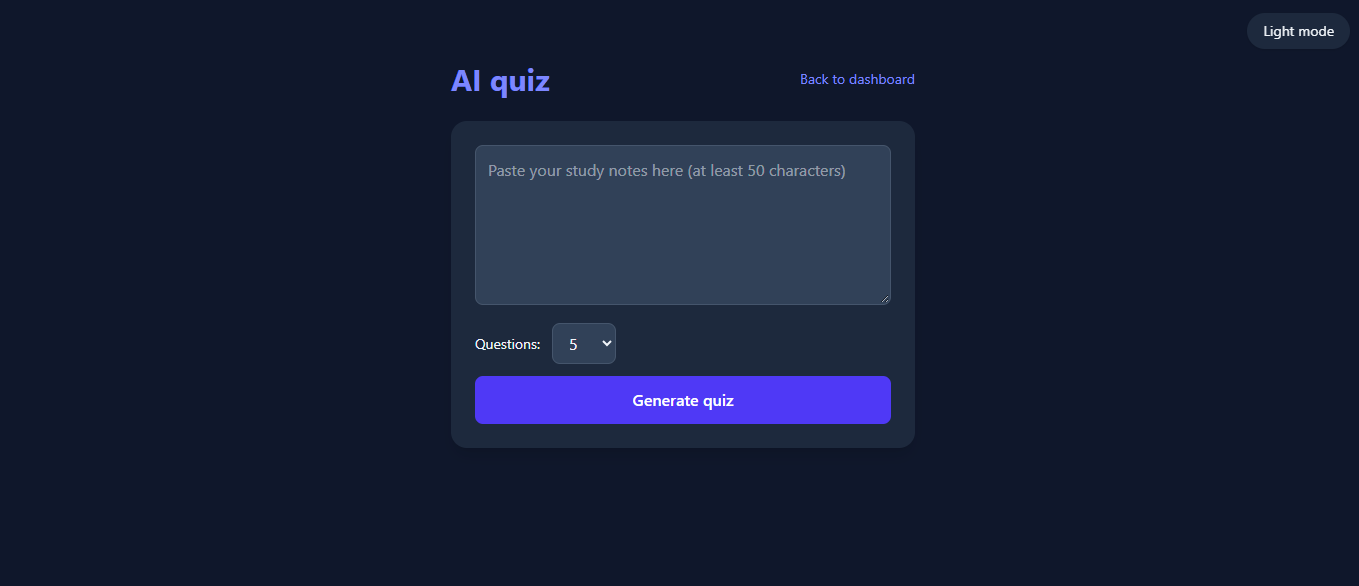 Light mode
AI quiz
Back to dashboard
Paste your study notes here (at least 50 characters)
Questions: 5
Generate quiz